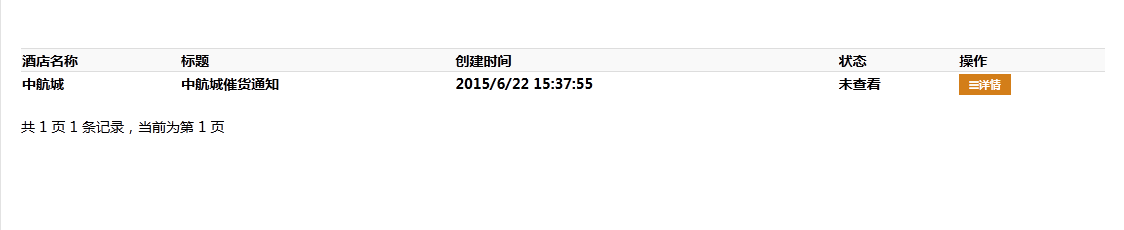 酒店名称 标题 创建时间 状态 操作
中航城 中航城催货通知 2015/6/22 15:37:55 未查看 详情
共 1 页 1 条记录，当前为第 1 页